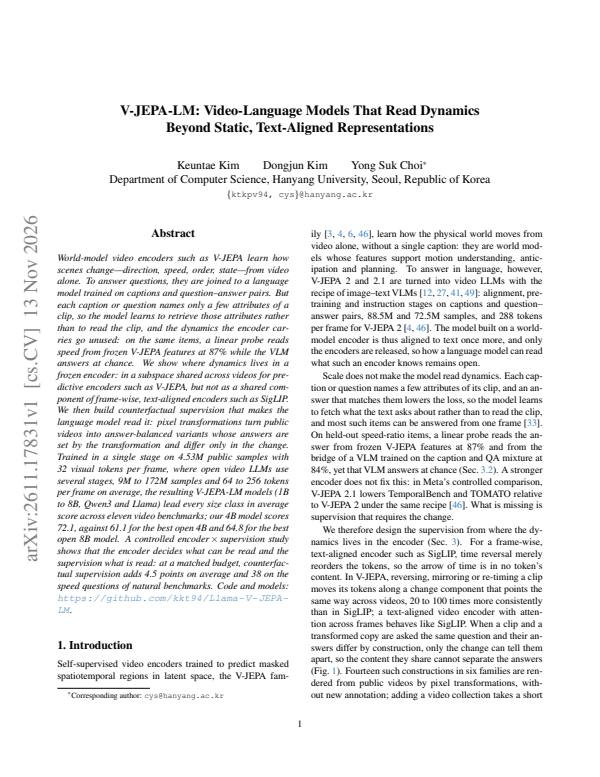 V-JEPA-LM: Video-Language Models That Read Dynamics
Beyond Static, Text-Aligned Representations
Keuntae Kim Dongjun Kim Yong Suk Choi*
Department of Computer Science, Hanyang University, Seoul, Republic of Korea
{ktkpv94, cys}@hanyang.ac.kr
arXiv:2611.17831v1 [cs.CV] 13 Nov 2026
Abstract
World-model video encoders such as V-JEPA learn how
scenes change—direction, speed, order, state—from video
alone. To answer questions, they are joined to a language
model trained on captions and question–answer pairs. But
each caption or question names only a few attributes of a
clip, so the model learns to retrieve those attributes rather
than to read the clip, and the dynamics the encoder car-
ries go unused: on the same items, a linear probe reads
speed from frozen V-JEPA features at 87% while the VLM
answers at chance. We show where dynamics lives in a
frozen encoder: in a subspace shared across videos for pre-
dictive encoders such as V-JEPA, but not as a shared com-
ponent of frame-wise, text-aligned encoders such as SigLIP.
We then build counterfactual supervision that makes the
language model read it: pixel transformations turn public
videos into answer-balanced variants whose answers are
set by the transformation and differ only in the change.
Trained in a single stage on 4.53M public samples with
32 visual tokens per frame, where open video LLMs use
several stages, 9M to 172M samples and 64 to 256 tokens
per frame on average, the resulting V-JEPA-LM models (1B
to 8B, Qwen3 and Llama) lead every size class in average
score across eleven video benchmarks; our 4B model scores
72.1, against 61.1 for the best open 4B and 64.8 for the best
open 8B model. A controlled encoder × supervision study
shows that the encoder decides what can be read and the
supervision what is read: at a matched budget, counterfac-
tual supervision adds 4.5 points on average and 38 on the
speed questions of natural benchmarks. Code and models:
https://github.com/kkt94/Llama-V-JEPA-
LM.
1. Introduction
Self-supervised video encoders trained to predict masked
spatiotemporal regions in latent space, the V-JEPA fam-
*Corresponding author: cys@hanyang.ac.kr
ily [3, 4, 6, 46], learn how the physical world moves from
video alone, without a single caption: they are world mod-
els whose features support motion understanding, antic-
ipation and planning. To answer in language, however,
V-JEPA 2 and 2.1 are turned into video LLMs with the
recipe of image–text VLMs [12, 27, 41, 49]: alignment, pre-
training and instruction stages on captions and question–
answer pairs, 88.5M and 72.5M samples, and 288 tokens
per frame for V-JEPA 2 [4, 46]. The model built on a world-
model encoder is thus aligned to text once more, and only
the encoders are released, so how a language model can read
what such an encoder knows remains open.
Scale does not make the model read dynamics. Each cap-
tion or question names a few attributes of its clip, and an an-
swer that matches them lowers the loss, so the model learns
to fetch what the text asks about rather than to read the clip,
and most such items can be answered from one frame [33].
On held-out speed-ratio items, a linear probe reads the an-
swer from frozen V-JEPA features at 87% and from the
bridge of a VLM trained on the caption and QA mixture at
84%, yet that VLM answers at chance (Sec. 3.2). A stronger
encoder does not fix this: in Meta's controlled comparison,
V-JEPA 2.1 lowers TemporalBench and TOMATO relative
to V-JEPA 2 under the same recipe [46]. What is missing is
supervision that requires the change.
We therefore design the supervision from where the dy-
namics lives in the encoder (Sec. 3). For a frame-wise,
text-aligned encoder such as SigLIP, time reversal merely
reorders the tokens, so the arrow of time is in no token's
content. In V-JEPA, reversing, mirroring or re-timing a clip
moves its tokens along a change component that points the
same way across videos, 20 to 100 times more consistently
than in SigLIP; a text-aligned video encoder with atten-
tion across frames behaves like SigLIP. When a clip and a
transformed copy are asked the same question and their an-
swers differ by construction, only the change can tell them
apart, so the content they share cannot separate the answers
(Fig. 1). Fourteen such constructions in six families are ren-
dered from public videos by pixel transformations, with-
out new annotation; adding a video collection takes a short
1